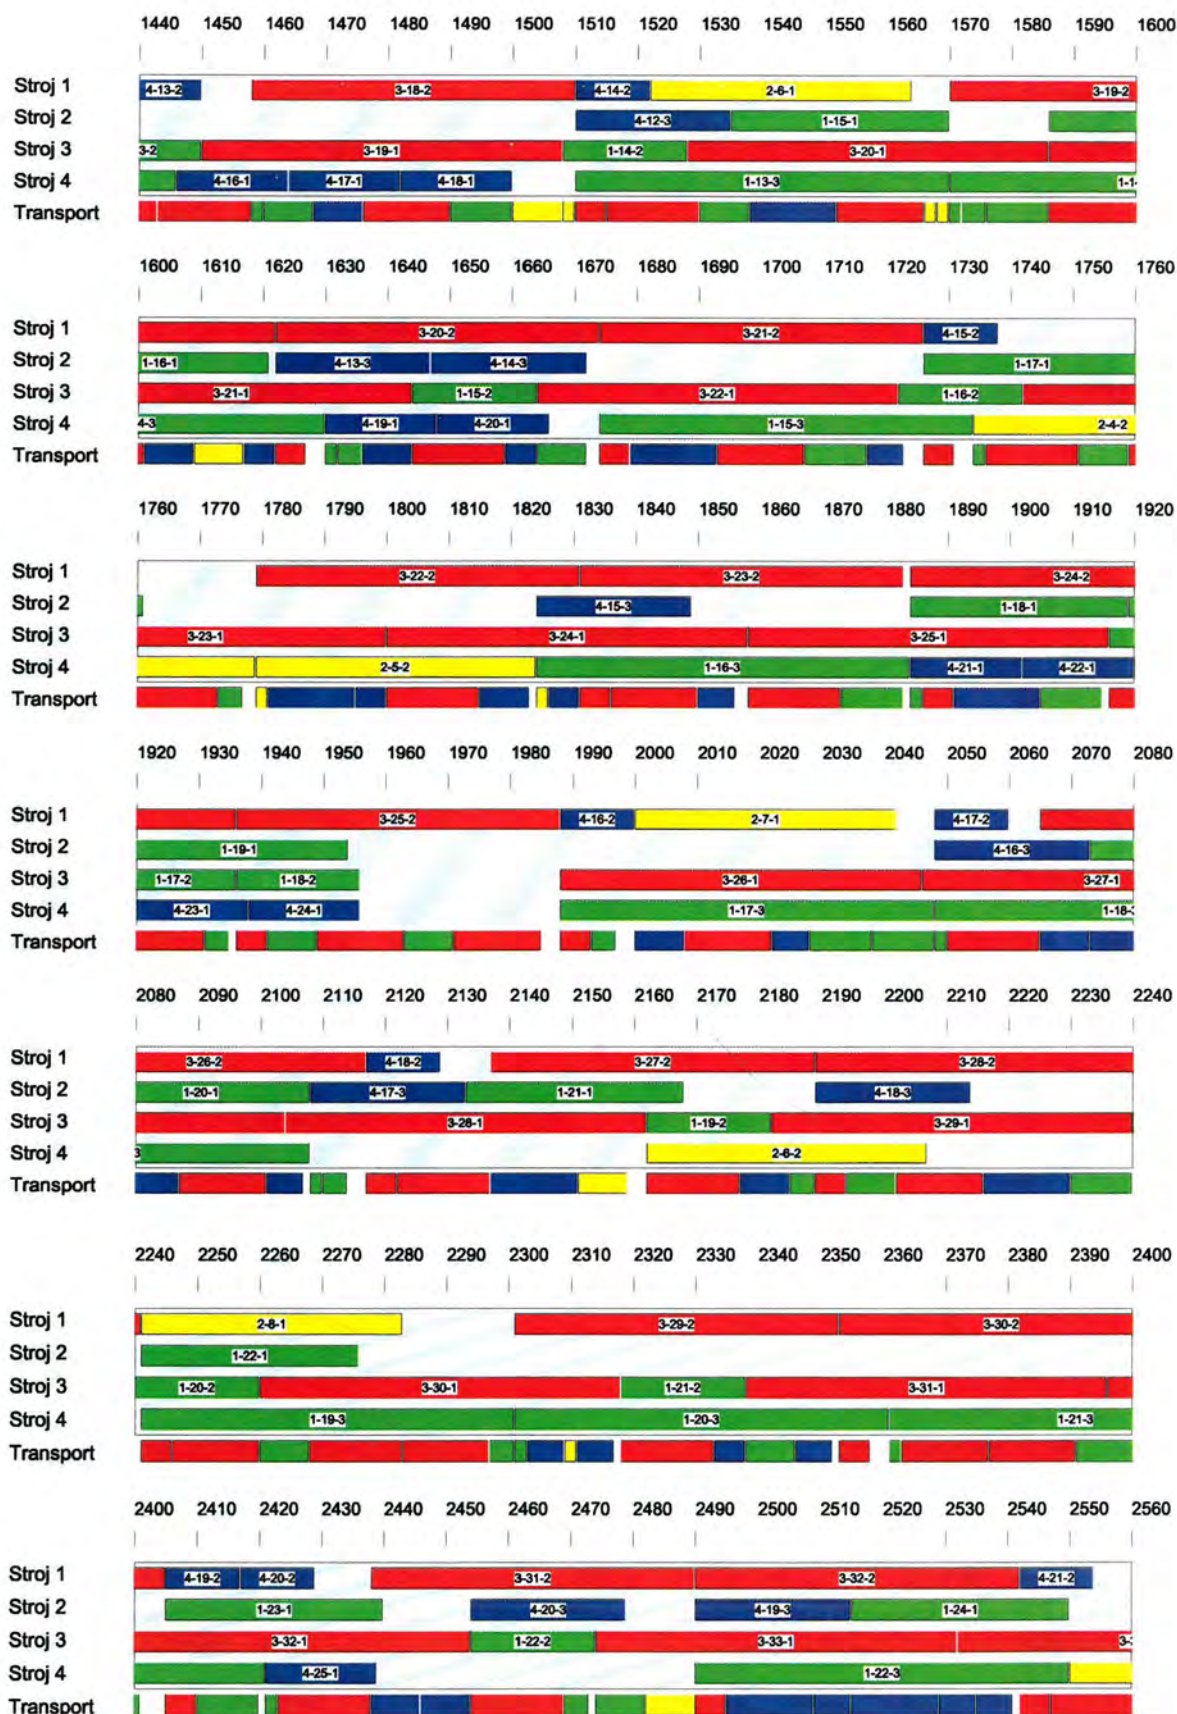 1440 1450 1460 1470 1480 1490 1500 1510 1520 1530 1540 1550 1560 1570 1580 1590 1600
Stroj 1 4-13-2 3-18-2 4-14-2 2-6-1 3-19-2
Stroj 2 4-12-3 1-15-1
Stroj 3 3-2 3-19-1 1-14-2 3-20-1
Stroj 4 4-16-1 4-17-1 4-18-1 1-13-3 1-1
Transport
1600 1610 1620 1630 1640 1650 1660 1670 1680 1690 1700 1710 1720 1730 1740 1750 1760
Stroj 1 3-20-2 3-21-2 4-15-2
Stroj 2 1-16-1 4-13-3 4-14-3 1-17-1
Stroj 3 3-21-1 1-15-2 3-22-1 1-16-2
Stroj 4 4-3 4-19-1 4-20-1 1-15-3 2-4-2
Transport
1760 1770 1780 1790 1800 1810 1820 1830 1840 1850 1860 1870 1880 1890 1900 1910 1920
Stroj 1 3-22-2 3-23-2 3-24-2
Stroj 2 4-15-3 1-18-1
Stroj 3 3-23-1 3-24-1 3-25-1
Stroj 4 2-5-2 1-16-3 4-21-1 4-22-1
Transport
1920 1930 1940 1950 1960 1970 1980 1990 2000 2010 2020 2030 2040 2050 2060 2070 2080
Stroj 1 3-25-2 4-16-2 2-7-1 4-17-2
Stroj 2 1-19-1 4-16-3
Stroj 3 1-17-2 1-18-2 3-26-1 3-27-1
Stroj 4 4-23-1 4-24-1 1-17-3 1-18-3
Transport
2080 2090 2100 2110 2120 2130 2140 2150 2160 2170 2180 2190 2200 2210 2220 2230 2240
Stroj 1 3-26-2 4-18-2 3-27-2 3-28-2
Stroj 2 1-20-1 4-17-3 1-21-1 4-18-3
Stroj 3 3-28-1 1-19-2 3-29-1
Stroj 4 3 2-6-2
Transport
2240 2250 2260 2270 2280 2290 2300 2310 2320 2330 2340 2350 2360 2370 2380 2390 2400
Stroj 1 2-8-1 3-29-2 3-30-2
Stroj 2 1-22-1
Stroj 3 1-20-2 3-30-1 1-21-2 3-31-1
Stroj 4 1-19-3 1-20-3 1-21-3
Transport
2400 2410 2420 2430 2440 2450 2460 2470 2480 2490 2500 2510 2520 2530 2540 2550 2560
Stroj 1 4-19-2 4-20-2 3-31-2 3-32-2 4-21-2
Stroj 2 1-23-1 4-20-3 4-19-3 1-24-1
Stroj 3 3-32-1 1-22-2 3-33-1 3-3
Stroj 4 4-25-1 1-22-3
Transport